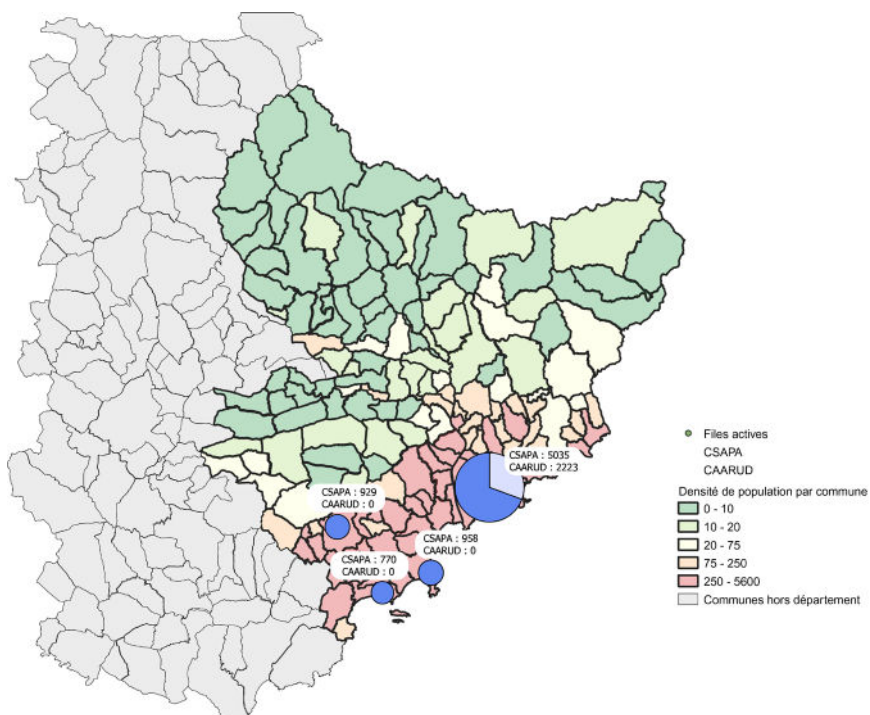 CSAPA : 5035
CAARUD : 2223
CSAPA : 929
CAARUD : 0
CSAPA : 958
CAARUD : 0
CSAPA : 770
CAARUD : 0
Files actives
CSAPA
CAARUD
Densité de population par commune
0 - 10
10 - 20
20 - 75
75 - 250
250 - 5600
Communes hors département